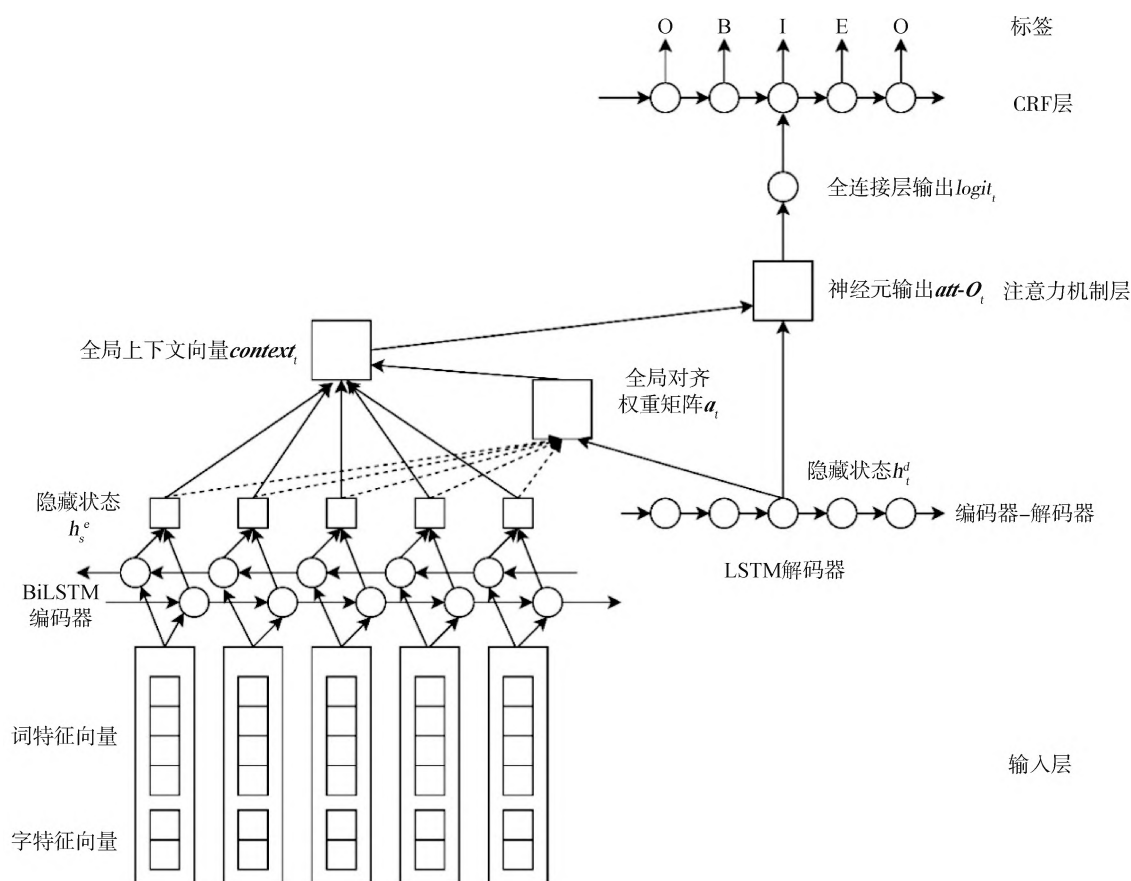 O B I E O 标签
CRF层
全连接层输出logit_t
神经元输出att-O_t 注意力机制层
全局上下文向量context_t
全局对齐
权重矩阵a_t
隐藏状态h_t^d
隐藏状态
h_s^e
编码器-解码器
LSTM解码器
BiLSTM
编码器
词特征向量
输入层
字特征向量